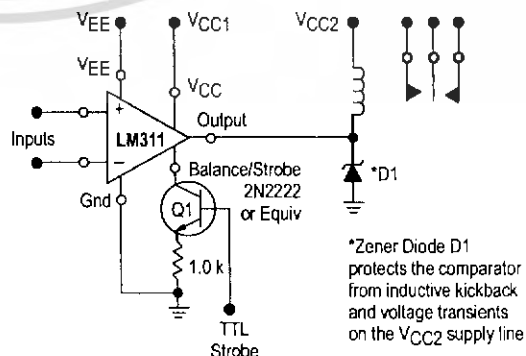 VEE VCC1 VCC2
VEE
VCC
+
LM311
Output
Inputs
−
Balance/Strobe
2N2222
or Equiv
Gnd
Q1
1.0 k
TTL
Strobe
*D1
*Zener Diode D1
protects the comparator
from inductive kickback
and voltage transients
on the VCC2 supply line